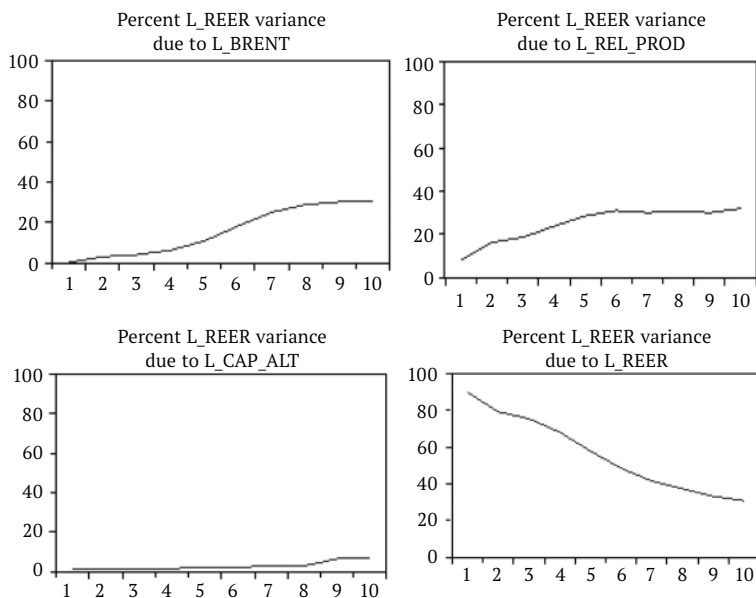 Percent L_REER variance
due to L_BRENT
100
80
60
40
20
0
1 2 3 4 5 6 7 8 9 10
Percent L_REER variance
due to L_REL_PROD
100
80
60
40
20
0
1 2 3 4 5 6 7 8 9 10
Percent L_REER variance
due to L_CAP_ALT
100
80
60
40
20
0
1 2 3 4 5 6 7 8 9 10
Percent L_REER variance
due to L_REER
100
80
60
40
20
0
1 2 3 4 5 6 7 8 9 10